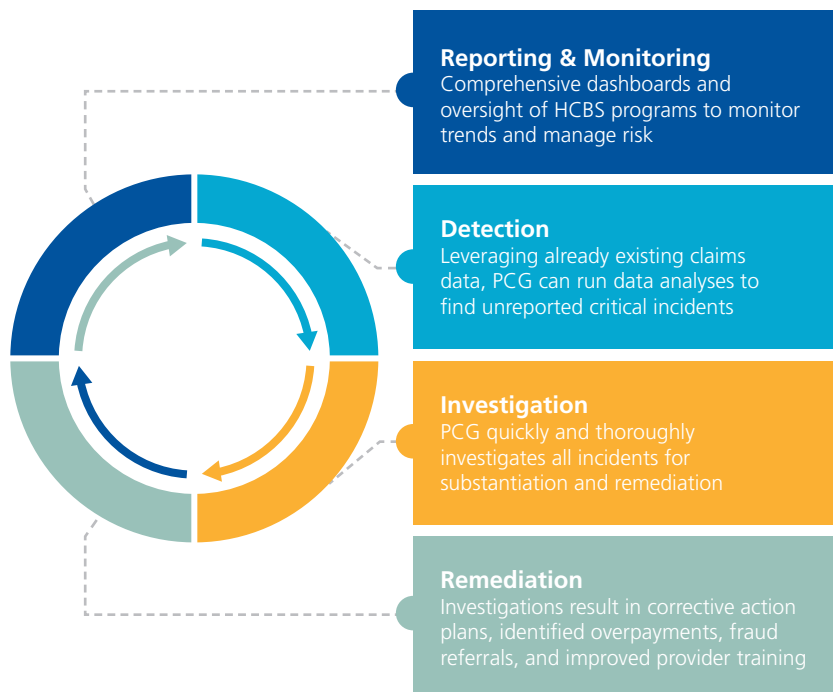 Reporting & Monitoring
Comprehensive dashboards and
oversight of HCBS programs to monitor
trends and manage risk
Detection
Leveraging already existing claims
data, PCG can run data analyses to
find unreported critical incidents
Investigation
PCG quickly and thoroughly
investigates all incidents for
substantiation and remediation
Remediation
Investigations result in corrective action
plans, identified overpayments, fraud
referrals, and improved provider training